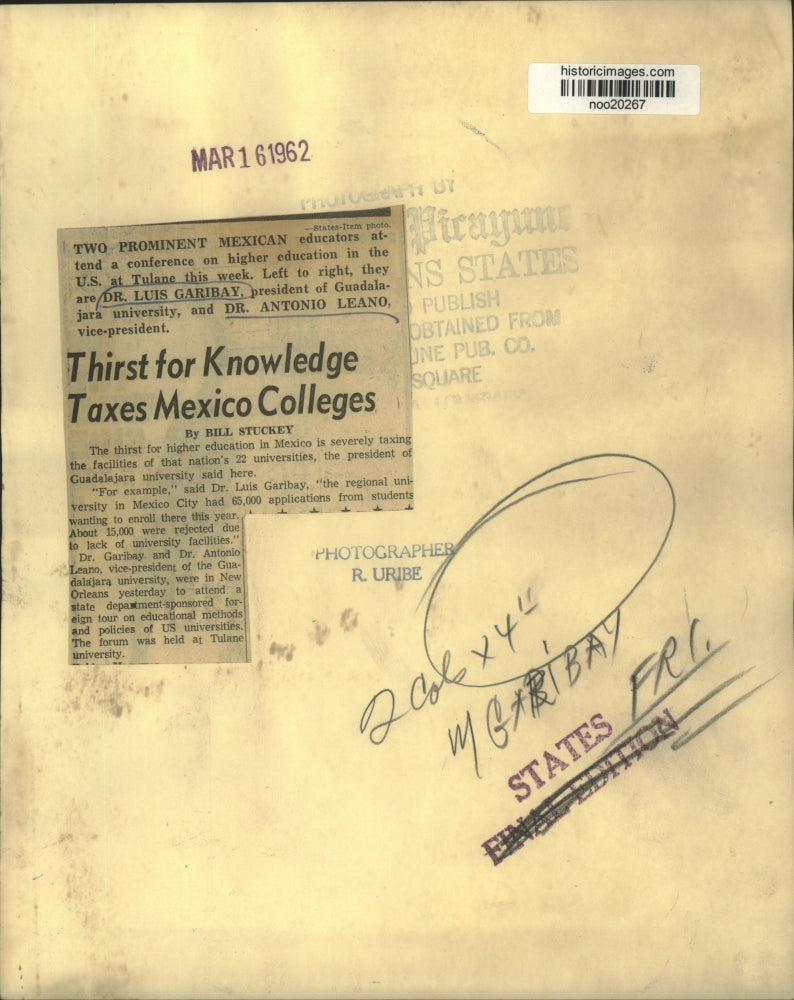 historicimages.com
noo20267
MAR 1 6 1962
PHOTOGRAPH BY
Picayune
NS STATES
PUBLISH
OBTAINED FROM
UNE PUB. CO.
SQUARE
—States-Item photo.
TWO PROMINENT MEXICAN educators at-
tend a conference on higher education in the
U.S. at Tulane this week. Left to right, they
are DR. LUIS GARIBAY, president of Guadala-
jara university, and DR. ANTONIO LEANO,
vice-president.
Thirst for Knowledge
Taxes Mexico Colleges
By BILL STUCKEY
The thirst for higher education in Mexico is severely taxing
the facilities of that nation's 22 universities, the president of
Guadalajara university said here.
"For example," said Dr. Luis Garibay, "the regional uni-
versity in Mexico City had 65,000 applications from students
wanting to enroll there this year.
About 15,000 were rejected due
to lack of university facilities."
Dr. Garibay and Dr. Antonio
Leano, vice-president of the Gua-
dalajara university, were in New
Orleans yesterday to attend a
state department-sponsored for-
eign tour on educational methods
and policies of US universities.
The forum was held at Tulane
university.
PHOTOGRAPHER
R. URIBE
2 Cols x 4"
M GARIBAY
FRI.
STATES
FINAL EDITION